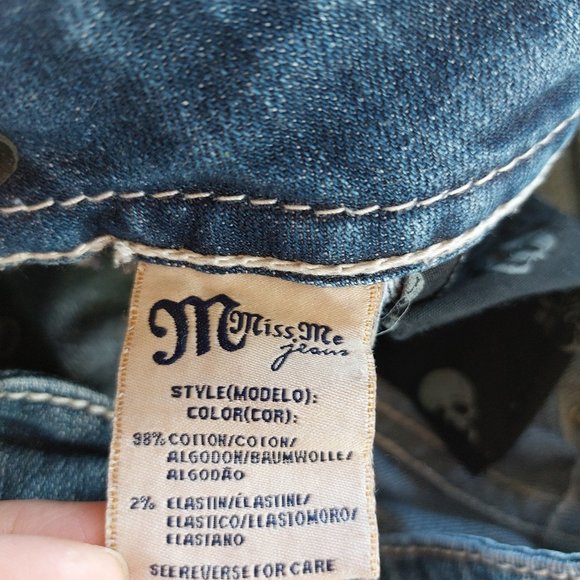 M Miss Me
jeans
STYLE(MODELO):
COLOR(COR):
98% COTTON/COTON/
ALGODON/BAUMWOLLE/
ALGODÃO
2% ELASTIN/ÉLASTINE/
ELASTICO/ELASTOMORO/
ELASTANO
SEE REVERSE FOR CARE